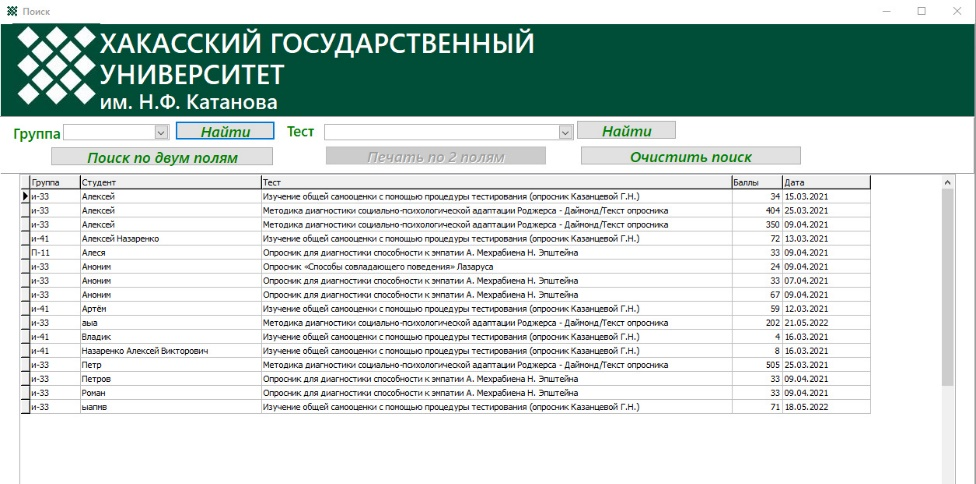 Поиск
ХАКАССКИЙ ГОСУДАРСТВЕННЫЙ
УНИВЕРСИТЕТ
им. Н.Ф. Катанова
Группа Найти Тест Найти
Поиск по двум полям Печать по 2 полям Очистить поиск
Группа Студент Тест Баллы Дата
и-33 Алексей Изучение общей самооценки с помощью процедуры тестирования (опросник Казанцевой Г.Н.) 34 15.03.2021
и-33 Алексей Методика диагностики социально-психологической адаптации Роджерса - Даймонд/Текст опросника 404 25.03.2021
и-33 Алексей Методика диагностики социально-психологической адаптации Роджерса - Даймонд/Текст опросника 350 09.04.2021
и-41 Алексей Назаренко Изучение общей самооценки с помощью процедуры тестирования (опросник Казанцевой Г.Н.) 72 13.03.2021
П-11 Алеся Опросник для диагностики способности к эмпатии А. Мехрабиена Н. Эпштейна 33 09.04.2021
и-33 Аноним Опросник «Способы совладающего поведения» Лазаруса 24 09.04.2021
и-33 Аноним Опросник для диагностики способности к эмпатии А. Мехрабиена Н. Эпштейна 33 07.04.2021
и-33 Аноним Опросник для диагностики способности к эмпатии А. Мехрабиена Н. Эпштейна 67 09.04.2021
и-41 Артём Изучение общей самооценки с помощью процедуры тестирования (опросник Казанцевой Г.Н.) 59 12.03.2021
и-33 аыа Методика диагностики социально-психологической адаптации Роджерса - Даймонд/Текст опросника 202 21.05.2022
и-41 Владик Изучение общей самооценки с помощью процедуры тестирования (опросник Казанцевой Г.Н.) 4 16.03.2021
и-41 Назаренко Алексей Викторович Изучение общей самооценки с помощью процедуры тестирования (опросник Казанцевой Г.Н.) 8 16.03.2021
и-33 Петр Методика диагностики социально-психологической адаптации Роджерса - Даймонд/Текст опросника 505 25.03.2021
и-33 Петров Опросник для диагностики способности к эмпатии А. Мехрабиена Н. Эпштейна 33 09.04.2021
и-33 Роман Опросник для диагностики способности к эмпатии А. Мехрабиена Н. Эпштейна 33 09.04.2021
и-33 ыапмв Изучение общей самооценки с помощью процедуры тестирования (опросник Казанцевой Г.Н.) 71 18.05.2022